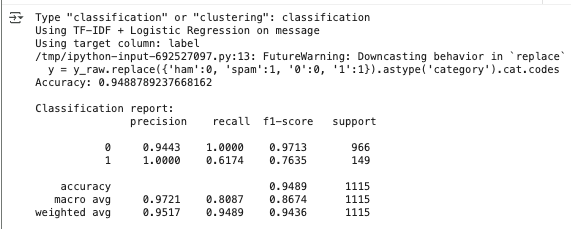 Type "classification" or "clustering": classification
Using TF-IDF + Logistic Regression on message
Using target column: label
/tmp/ipython-input-692527097.py:13: FutureWarning: Downcasting behavior in `replace`
y = y_raw.replace({'ham':0, 'spam':1, '0':0, '1':1}).astype('category').cat.codes
Accuracy: 0.9488789237668162
Classification report:
precision recall f1-score support
0 0.9443 1.0000 0.9713 966
1 1.0000 0.6174 0.7635 149
accuracy 0.9489 1115
macro avg 0.9721 0.8087 0.8674 1115
weighted avg 0.9517 0.9489 0.9436 1115